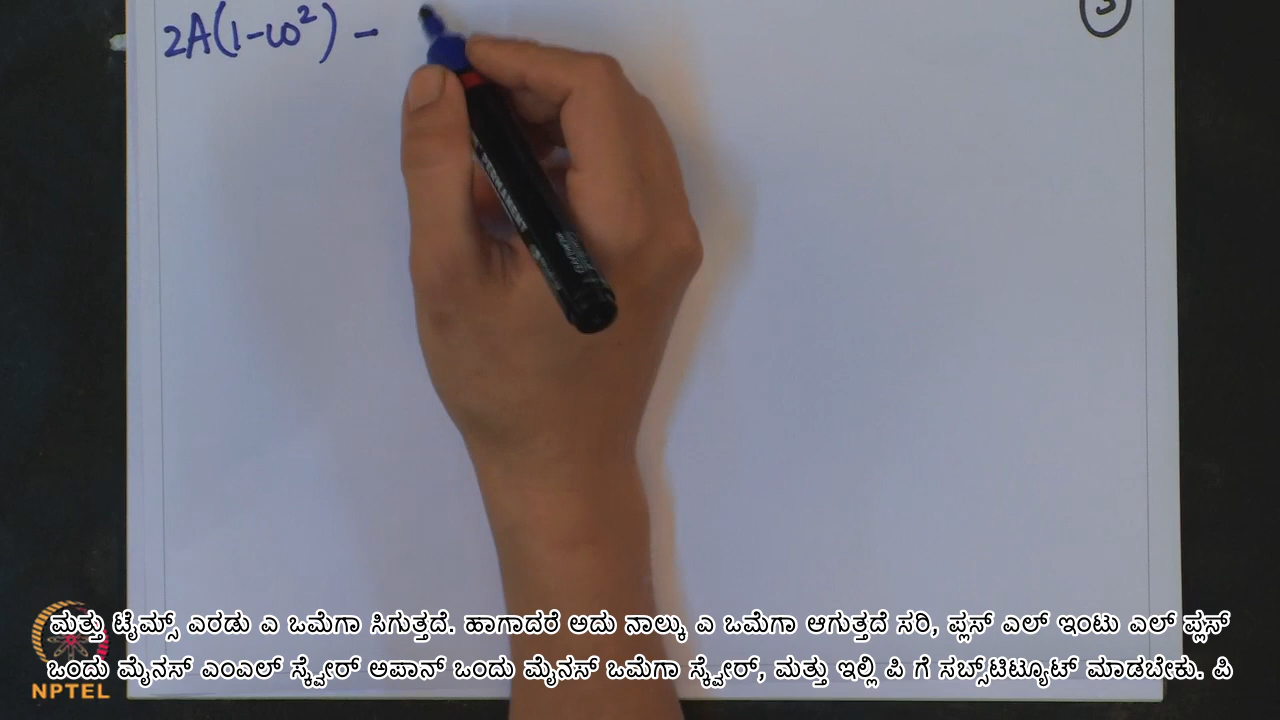 2A(1-ω²) -
3
ಮತ್ತು ಟೈಮ್ಸ್ ಎರಡು ಎ ಒಮೆಗಾ ಸಿಗುತ್ತದೆ. ಹಾಗಾದರೆ ಅದು ನಾಲ್ಕು ಎ ಒಮೆಗಾ ಆಗುತ್ತದೆ ಸರಿ, ಪ್ಲಸ್ ಎಲ್ ಇಂಟು ಎಲ್ ಪ್ಲಸ್
ಒಂದು ಮೈನಸ್ ಎಂಎಲ್ ಸ್ಕ್ವೇರ್ ಅಪಾನ್ ಒಂದು ಮೈನಸ್ ಒಮೆಗಾ ಸ್ಕ್ವೇರ್, ಮತ್ತು ಇಲ್ಲಿ ಪಿ ಗೆ ಸಬ್ಸ್‌ಟಿಟ್ಯೂಟ್ ಮಾಡಬೇಕು. ಪಿ
NPTEL